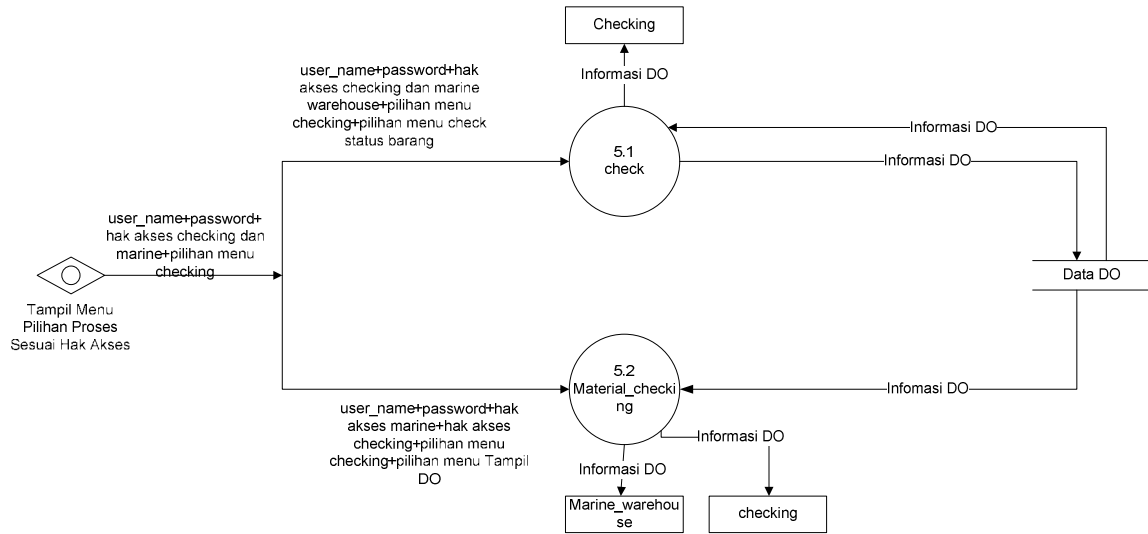 Checking
Informasi DO
user_name+password+hak
akses checking dan marine
warehouse+pilihan menu
checking+pilihan menu check
status barang
5.1
check
Informasi DO
Informasi DO
user_name+password+
hak akses checking dan
marine+pilihan menu
checking
Tampil Menu
Pilihan Proses
Sesuai Hak Akses
Data DO
5.2
Material_checki
ng
Infomasi DO
user_name+password+hak
akses marine+hak akses
checking+pilihan menu
checking+pilihan menu Tampil
DO
Informasi DO
Informasi DO
Marine_warehou
se
checking